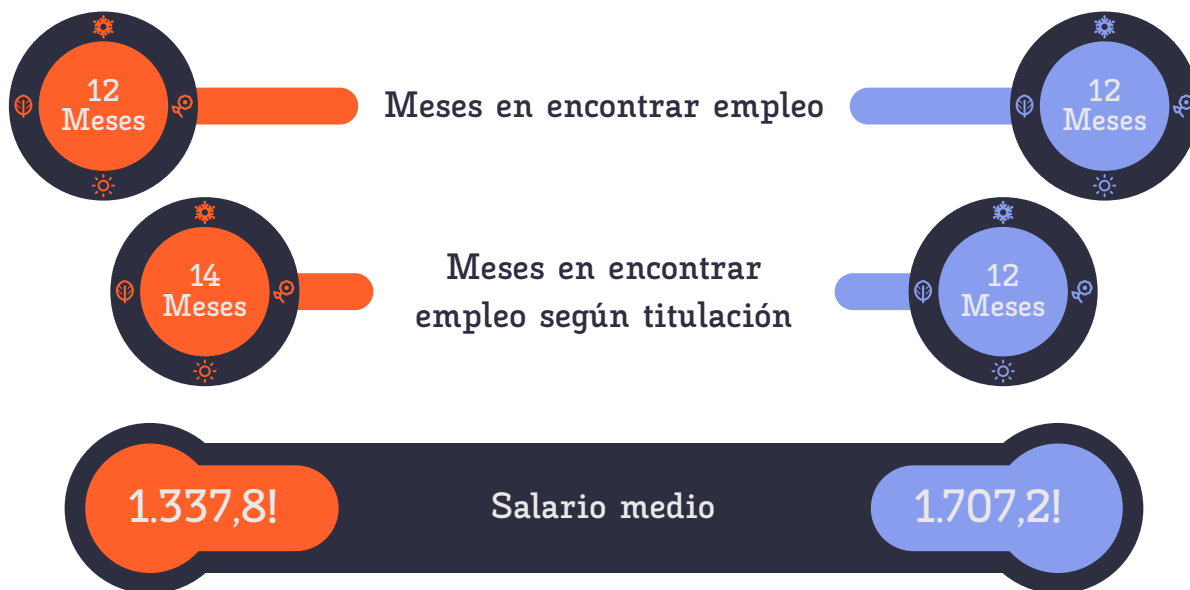 12
Meses
Meses en encontrar empleo
12
Meses
14
Meses
Meses en encontrar
empleo según titulación
12
Meses
1.337,8!
Salario medio
1.707,2!